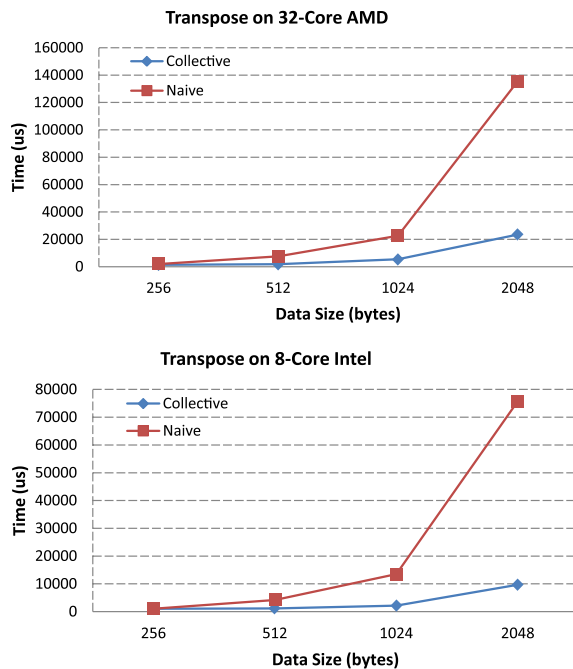 Transpose on 32-Core AMD
160000
140000
120000
100000
80000
60000
40000
20000
0
Time (us)
Collective
Naive
256 512 1024 2048
Data Size (bytes)
Transpose on 8-Core Intel
80000
70000
60000
50000
40000
30000
20000
10000
0
Time (us)
Collective
Naive
256 512 1024 2048
Data Size (bytes)